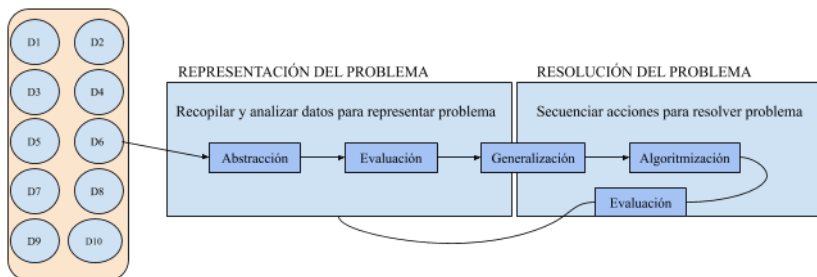 D1
D2
D3
D4
D5
D6
D7
D8
D9
D10
REPRESENTACIÓN DEL PROBLEMA
Recopilar y analizar datos para representar problema
Abstracción
Evaluación
Generalización
RESOLUCIÓN DEL PROBLEMA
Secuenciar acciones para resolver problema
Algoritmización
Evaluación